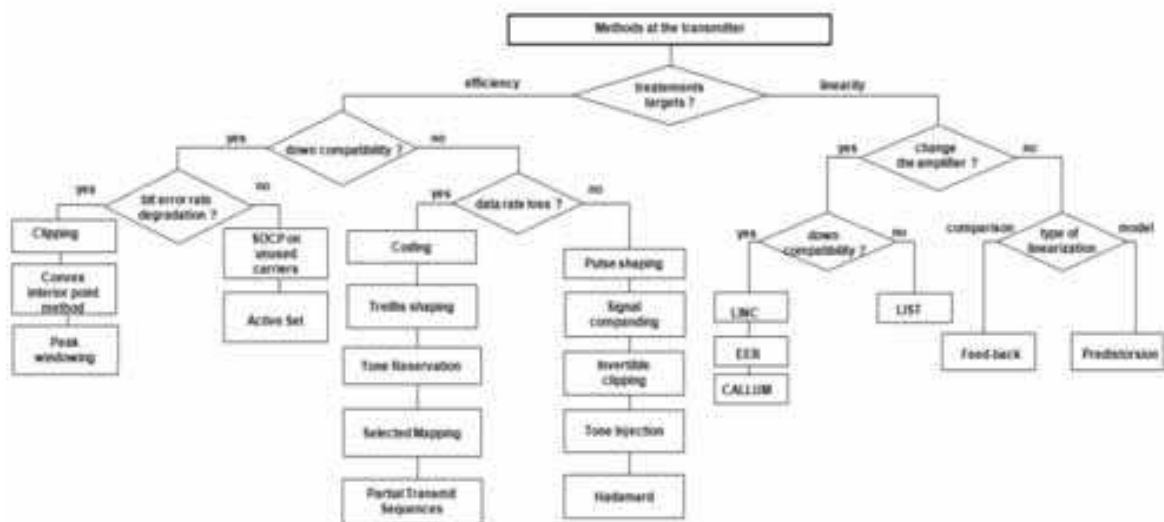 Methods at the transmitter
efficiency
treatements
targets ?
linearity
yes
down compatibility ?
no
yes
change
the amplifier ?
no
yes
bit error rate
degradation ?
no
yes
data rate loss ?
no
yes
down
compatibility ?
no
comparison
type of
linearization
model
Clipping
Convex
interior point
method
Peak
windowing
SOCP on
unused
carriers
Active Set
Coding
Trellis shaping
Tone Reservation
Selected Mapping
Partial Transmit
Sequences
Pulse shaping
Signal
companding
Invertible
clipping
Tone Injection
Hadamard
LINC
EER
CALLUM
LIST
Feed-back
Predistorsion